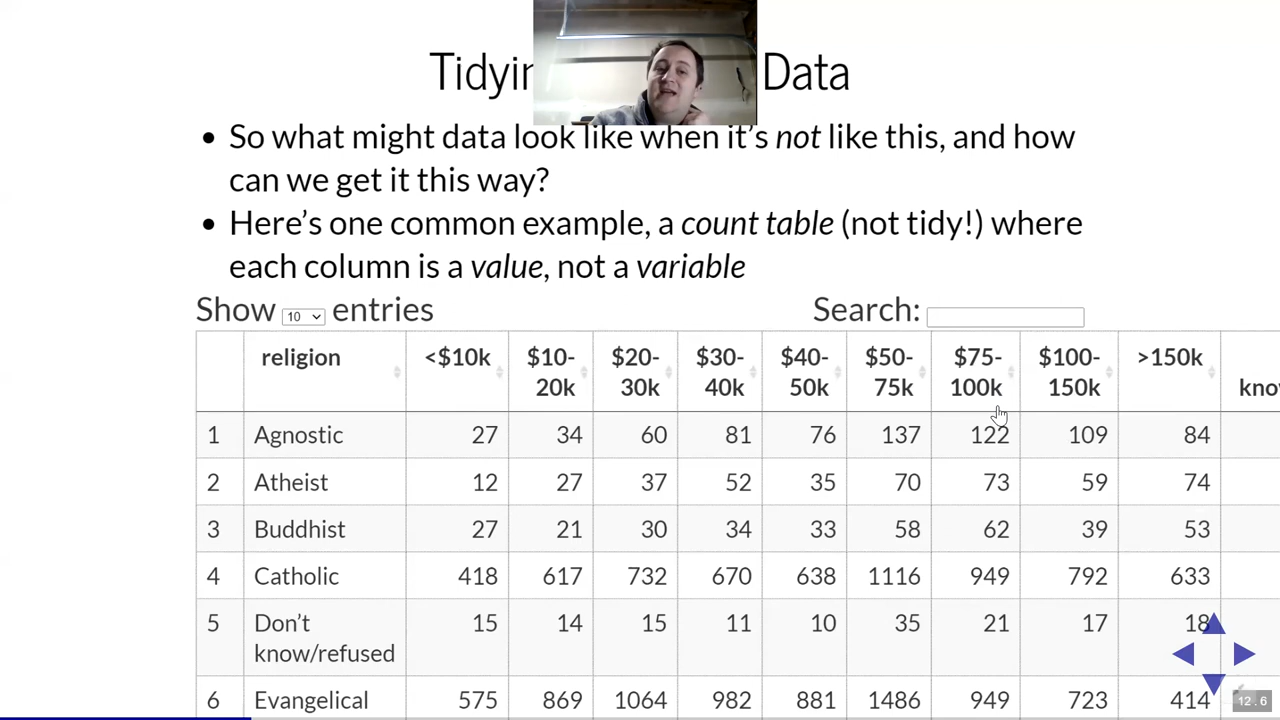 Tidyin Data
• So what might data look like when it's not like this, and how
can we get it this way?
• Here's one common example, a count table (not tidy!) where
each column is a value, not a variable
Show 10 entries Search:
religion <$10k $10-20k $20-30k $30-40k $40-50k $50-75k $75-100k $100-150k >150k
1 Agnostic 27 34 60 81 76 137 122 109 84
2 Atheist 12 27 37 52 35 70 73 59 74
3 Buddhist 27 21 30 34 33 58 62 39 53
4 Catholic 418 617 732 670 638 1116 949 792 633
5 Don't know/refused 15 14 15 11 10 35 21 17 18
6 Evangelical 575 869 1064 982 881 1486 949 723 414
12.6